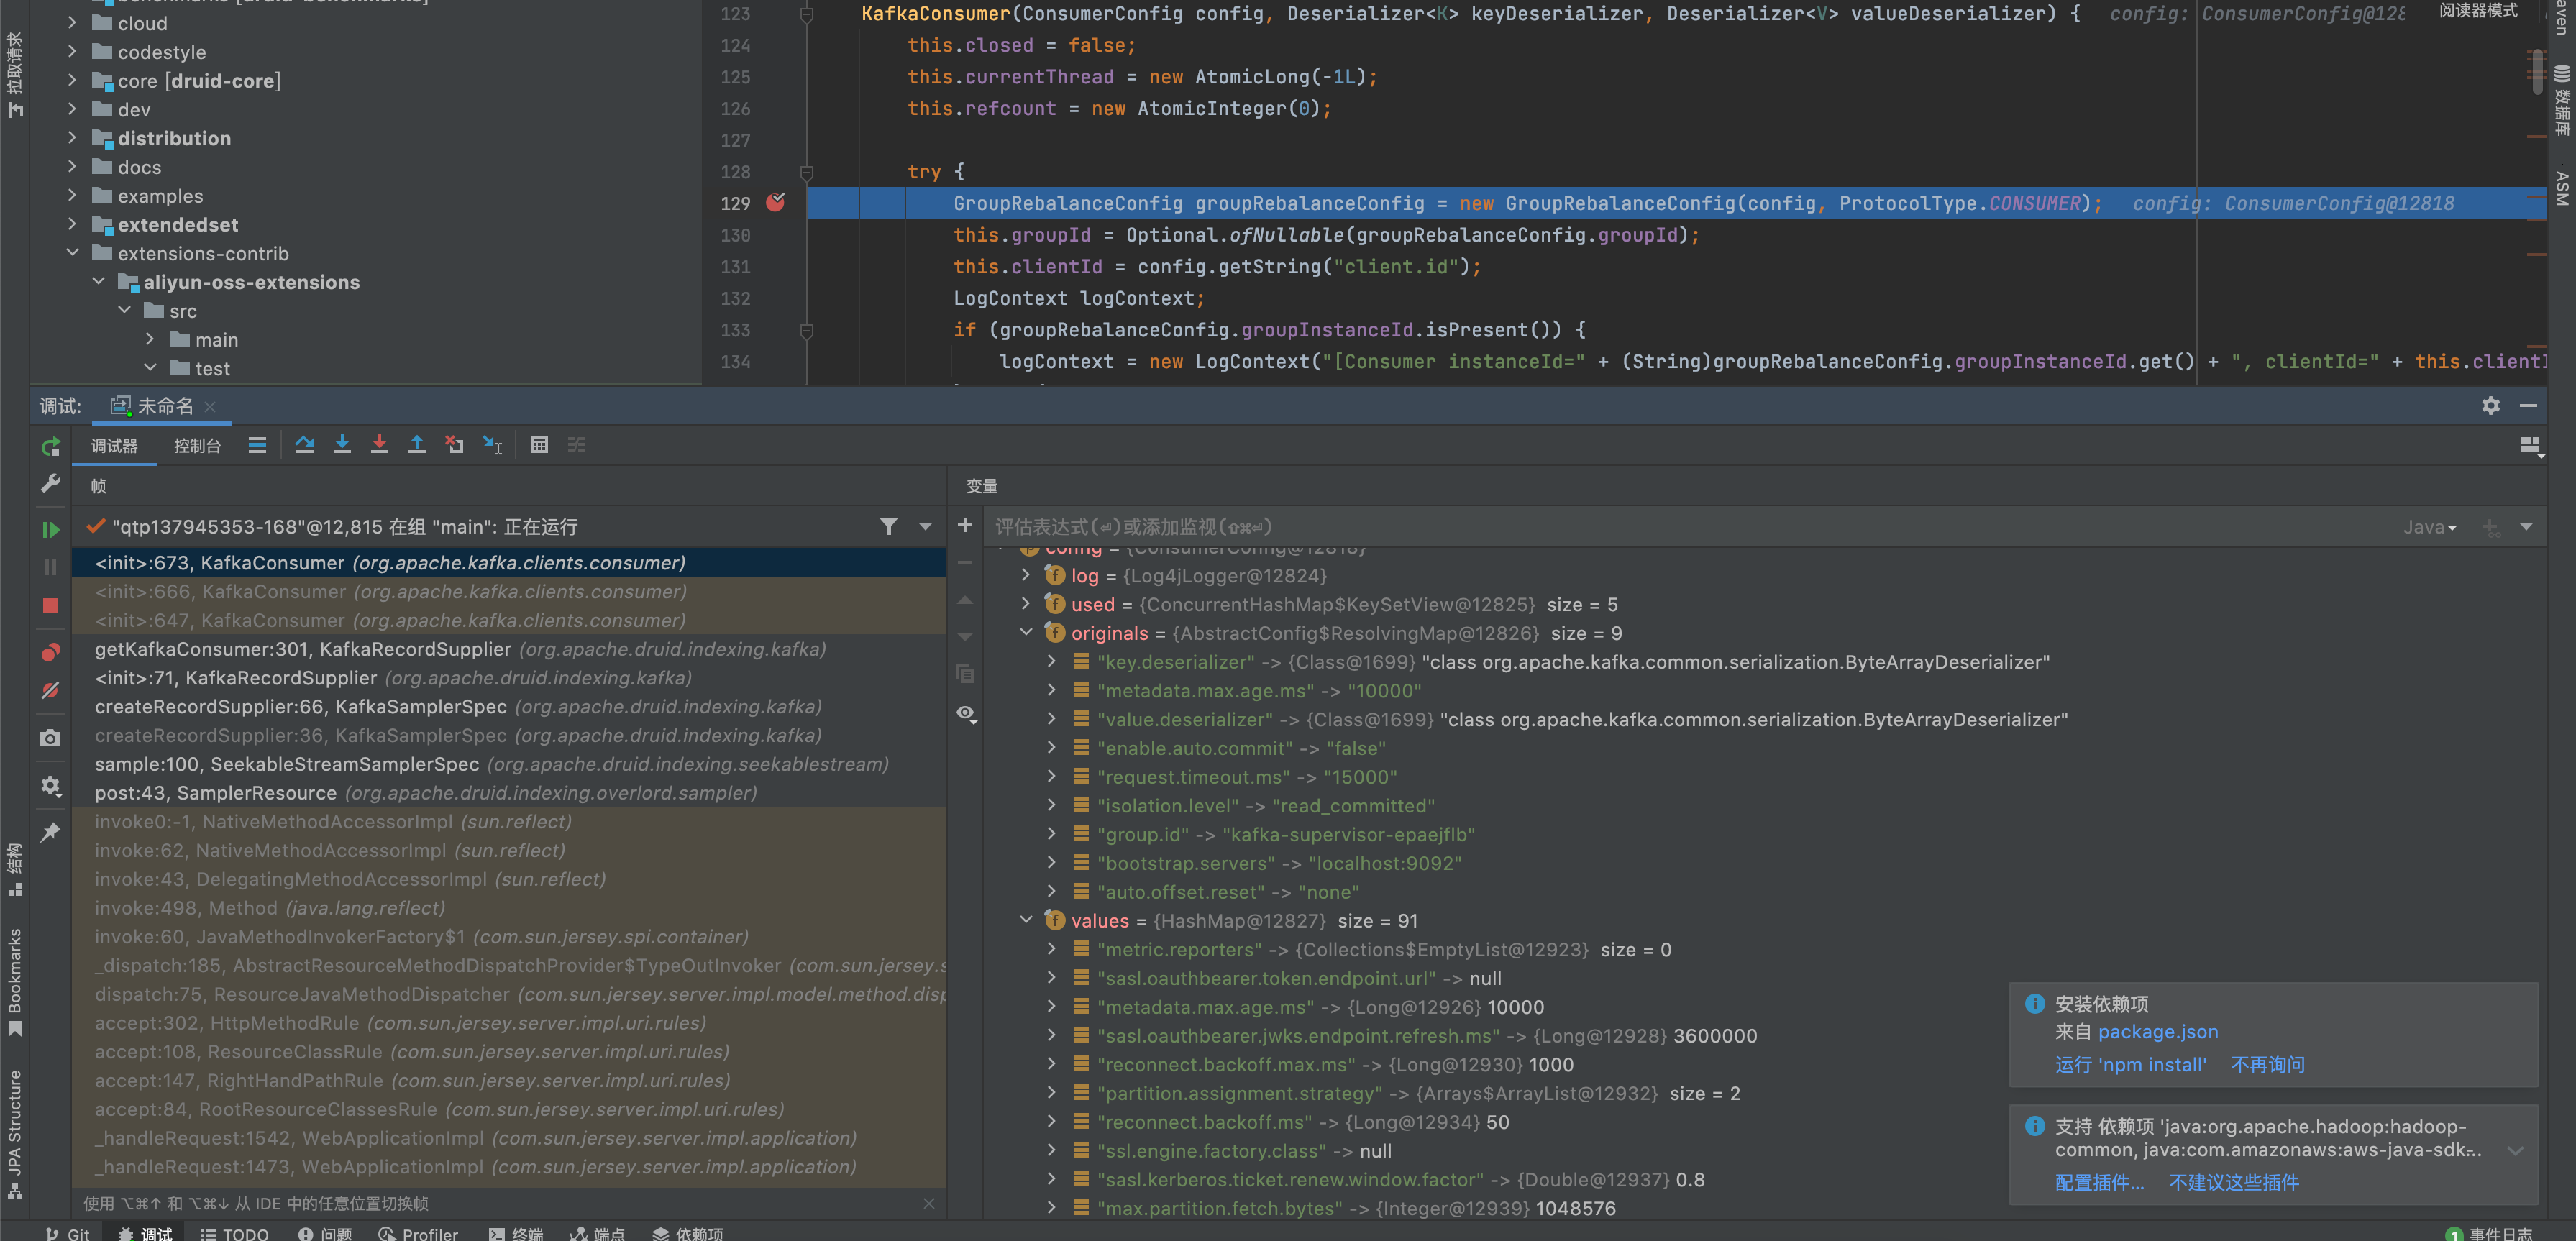 拉取请求
cloud
codestyle
core [druid-core]
dev
distribution
docs
examples
extendedset
extensions-contrib
aliyun-oss-extensions
src
main
test
123 KafkaConsumer(ConsumerConfig config, Deserializer<K> keyDeserializer, Deserializer<V> valueDeserializer) { config: ConsumerConfig@128
阅读器模式
124 this.closed = false;
125 this.currentThread = new AtomicLong(-1L);
126 this.refcount = new AtomicInteger(0);
127
128 try {
129 GroupRebalanceConfig groupRebalanceConfig = new GroupRebalanceConfig(config, ProtocolType.CONSUMER); config: ConsumerConfig@12818
130 this.groupId = Optional.ofNullable(groupRebalanceConfig.groupId);
131 this.clientId = config.getString("client.id");
132 LogContext logContext;
133 if (groupRebalanceConfig.groupInstanceId.isPresent()) {
134 logContext = new LogContext("[Consumer instanceId=" + (String)groupRebalanceConfig.groupInstanceId.get() + ", clientId=" + this.clientI
数据库
ASM
调试: 未命名
调试器 控制台
帧
变量
"qtp137945353-168"@12,815 在组 "main": 正在运行
评估表达式(⏎)或添加监视(⇧⌘⏎)
Java
<init>:673, KafkaConsumer (org.apache.kafka.clients.consumer)
<init>:666, KafkaConsumer (org.apache.kafka.clients.consumer)
<init>:647, KafkaConsumer (org.apache.kafka.clients.consumer)
getKafkaConsumer:301, KafkaRecordSupplier (org.apache.druid.indexing.kafka)
<init>:71, KafkaRecordSupplier (org.apache.druid.indexing.kafka)
createRecordSupplier:66, KafkaSamplerSpec (org.apache.druid.indexing.kafka)
createRecordSupplier:36, KafkaSamplerSpec (org.apache.druid.indexing.kafka)
sample:100, SeekableStreamSamplerSpec (org.apache.druid.indexing.seekablestream)
post:43, SamplerResource (org.apache.druid.indexing.overlord.sampler)
invoke0:-1, NativeMethodAccessorImpl (sun.reflect)
invoke:62, NativeMethodAccessorImpl (sun.reflect)
invoke:43, DelegatingMethodAccessorImpl (sun.reflect)
invoke:498, Method (java.lang.reflect)
invoke:60, JavaMethodInvokerFactory$1 (com.sun.jersey.spi.container)
_dispatch:185, AbstractResourceMethodDispatchProvider$TypeOutInvoker (com.sun.jersey.s
dispatch:75, ResourceJavaMethodDispatcher (com.sun.jersey.server.impl.model.method.disp
accept:302, HttpMethodRule (com.sun.jersey.server.impl.uri.rules)
accept:108, ResourceClassRule (com.sun.jersey.server.impl.uri.rules)
accept:147, RightHandPathRule (com.sun.jersey.server.impl.uri.rules)
accept:84, RootResourceClassesRule (com.sun.jersey.server.impl.uri.rules)
_handleRequest:1542, WebApplicationImpl (com.sun.jersey.server.impl.application)
_handleRequest:1473, WebApplicationImpl (com.sun.jersey.server.impl.application)
使用 ⌥⌘↑ 和 ⌥⌘↓ 从 IDE 中的任意位置切换帧
config = {ConsumerConfig@12818}
log = {Log4jLogger@12824}
used = {ConcurrentHashMap$KeySetView@12825} size = 5
originals = {AbstractConfig$ResolvingMap@12826} size = 9
"key.deserializer" -> {Class@1699} "class org.apache.kafka.common.serialization.ByteArrayDeserializer"
"metadata.max.age.ms" -> "10000"
"value.deserializer" -> {Class@1699} "class org.apache.kafka.common.serialization.ByteArrayDeserializer"
"enable.auto.commit" -> "false"
"request.timeout.ms" -> "15000"
"isolation.level" -> "read_committed"
"group.id" -> "kafka-supervisor-epaejflb"
"bootstrap.servers" -> "localhost:9092"
"auto.offset.reset" -> "none"
values = {HashMap@12827} size = 91
"metric.reporters" -> {Collections$EmptyList@12923} size = 0
"sasl.oauthbearer.token.endpoint.url" -> null
"metadata.max.age.ms" -> {Long@12926} 10000
"sasl.oauthbearer.jwks.endpoint.refresh.ms" -> {Long@12928} 3600000
"reconnect.backoff.max.ms" -> {Long@12930} 1000
"partition.assignment.strategy" -> {Arrays$ArrayList@12932} size = 2
"reconnect.backoff.ms" -> {Long@12934} 50
"ssl.engine.factory.class" -> null
"sasl.kerberos.ticket.renew.window.factor" -> {Double@12937} 0.8
"max.partition.fetch.bytes" -> {Integer@12939} 1048576
安装依赖项
来自 package.json
运行 'npm install' 不再询问
支持 依赖项 'java:org.apache.hadoop:hadoop-
common, java:com.amazonaws:aws-java-sdk-...
配置插件... 不建议这些插件
结构
Bookmarks
JPA Structure
Git 调试 TODO 问题 Profiler 终端 端点 依赖项
1 事件日志